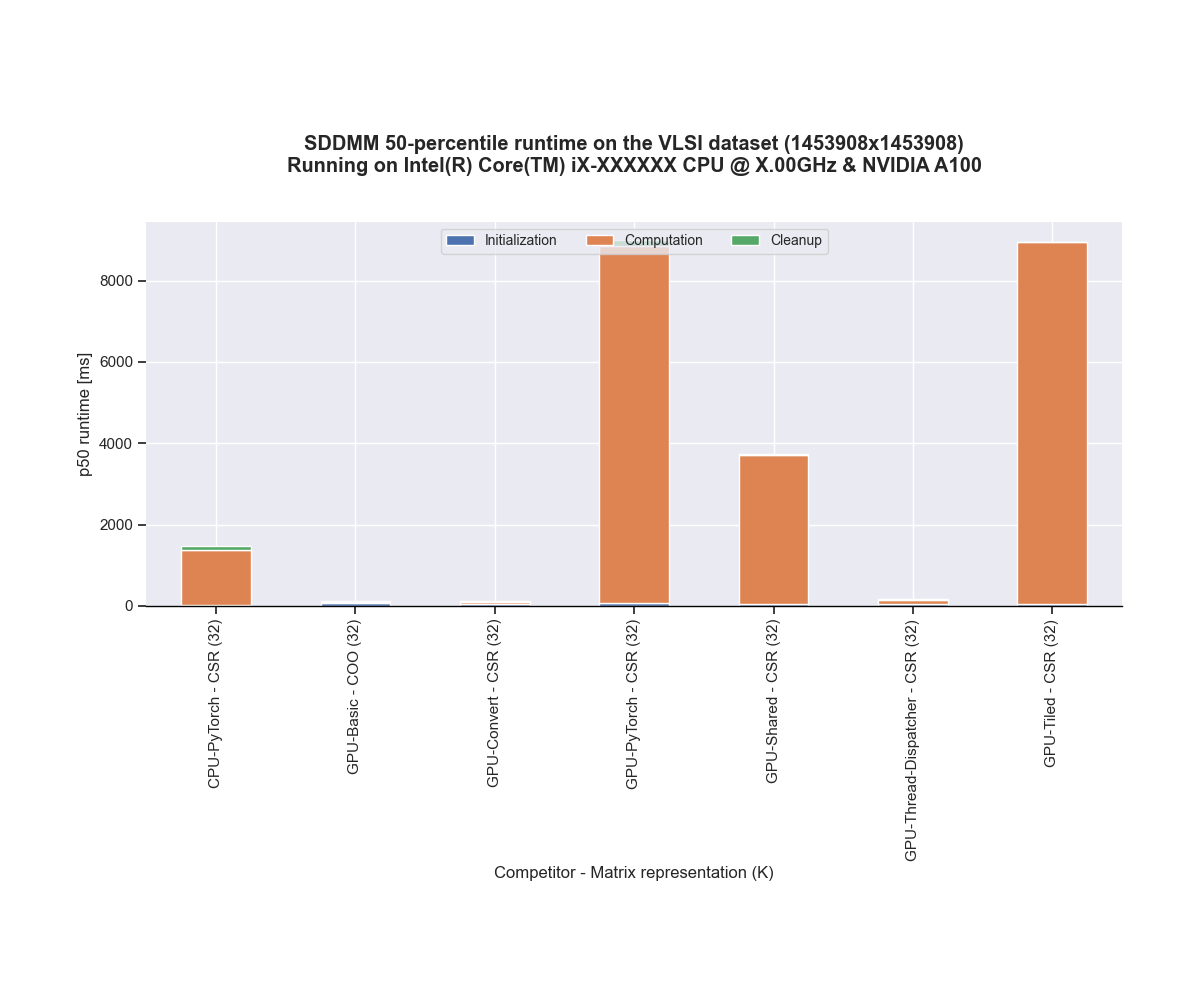 SDDMM 50-percentile runtime on the VLSI dataset (1453908x1453908)
Running on Intel(R) Core(TM) iX-XXXXXX CPU @ X.00GHz & NVIDIA A100
Initialization
Computation
Cleanup
p50 runtime [ms]
8000
6000
4000
2000
0
CPU-PyTorch - CSR (32)
GPU-Basic - COO (32)
GPU-Convert - CSR (32)
GPU-PyTorch - CSR (32)
GPU-Shared - CSR (32)
GPU-Thread-Dispatcher - CSR (32)
GPU-Tiled - CSR (32)
Competitor - Matrix representation (K)